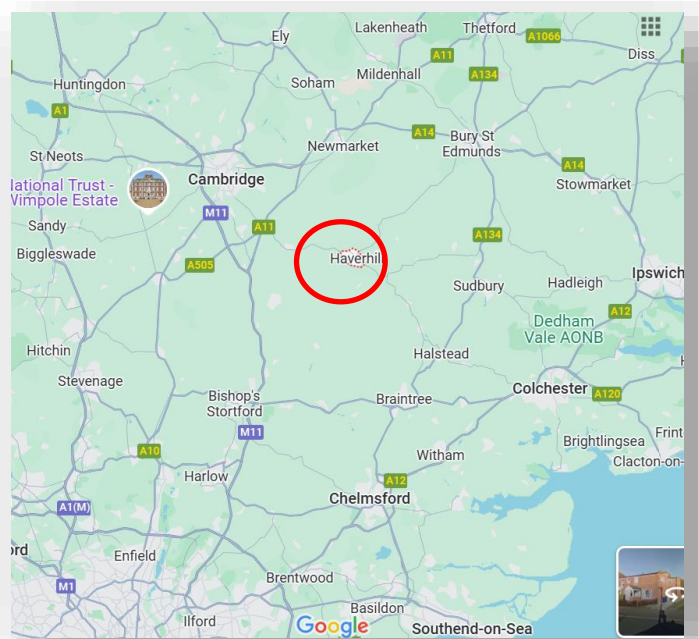 Ely
Lakenheath
Thetford
A1066
A11
Diss
Mildenhall
A134
Huntingdon
Soham
A1
Newmarket
A14
Bury St
Edmunds
St Neots
A14
Cambridge
Stowmarket
National Trust -
Wimpole Estate
M11
Sandy
A11
A134
Biggleswade
A505
Haverhill
Ipswich
Sudbury
Hadleigh
A12
Dedham
Vale AONB
Hitchin
Halstead
Stevenage
Bishop's
Stortford
Braintree
Colchester
A120
M11
Brightlingsea
Frint
A10
Witham
Clacton-on-
Harlow
A12
Chelmsford
A1(M)
ord
Enfield
M1
Brentwood
Basildon
Ilford
Google
Southend-on-Sea